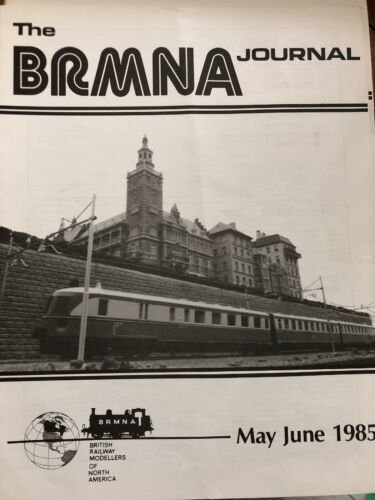 The
BRMNA JOURNAL
BRMNA
BRITISH
RAILWAY
MODELLERS
OF
NORTH
AMERICA
May June 1985